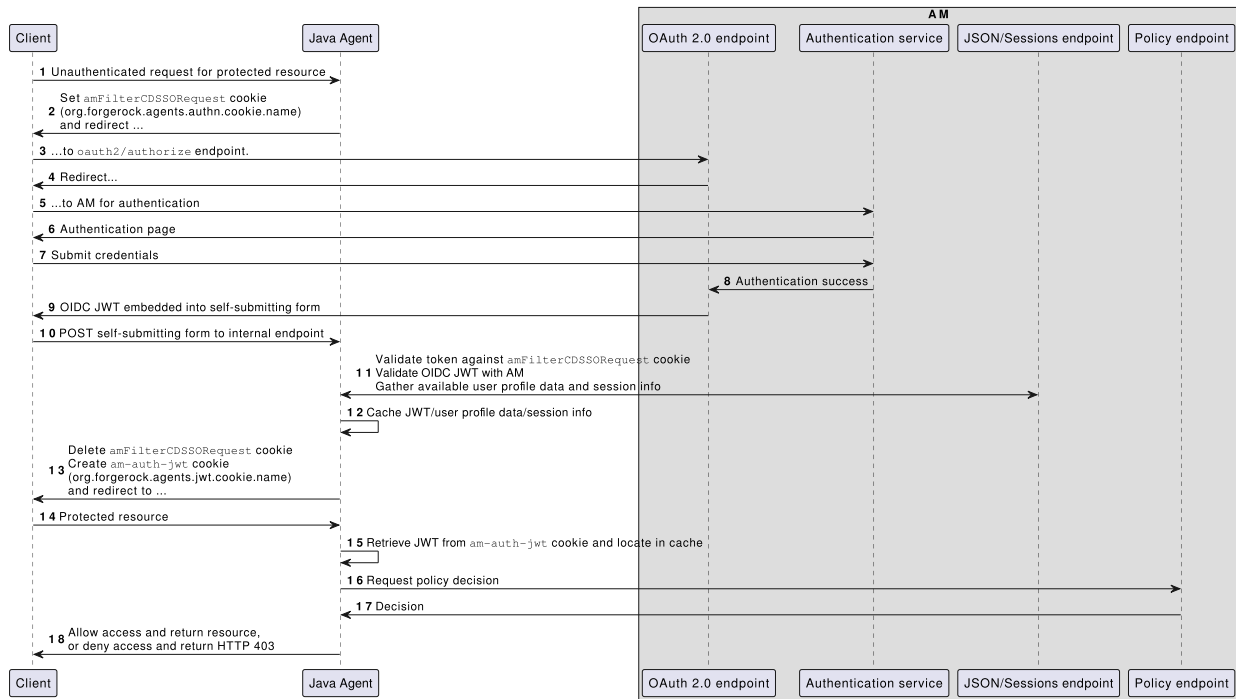 AM
Client
Java Agent
OAuth 2.0 endpoint
Authentication service
JSON/Sessions endpoint
Policy endpoint
1 Unauthenticated request for protected resource
Set amFilterCDSSORequest cookie
2 (org.forgerock.agents.authn.cookie.name)
and redirect ...
3 ...to oauth2/authorize endpoint.
4 Redirect...
5 ...to AM for authentication
6 Authentication page
7 Submit credentials
8 Authentication success
9 OIDC JWT embedded into self-submitting form
10 POST self-submitting form to internal endpoint
Validate token against amFilterCDSSORequest cookie
11 Validate OIDC JWT with AM
Gather available user profile data and session info
12 Cache JWT/user profile data/session info
Delete amFilterCDSSORequest cookie
Create am-auth-jwt cookie
13 (org.forgerock.agents.jwt.cookie.name)
and redirect to ...
14 Protected resource
15 Retrieve JWT from am-auth-jwt cookie and locate in cache
16 Request policy decision
17 Decision
18 Allow access and return resource,
or deny access and return HTTP 403
Client
Java Agent
OAuth 2.0 endpoint
Authentication service
JSON/Sessions endpoint
Policy endpoint